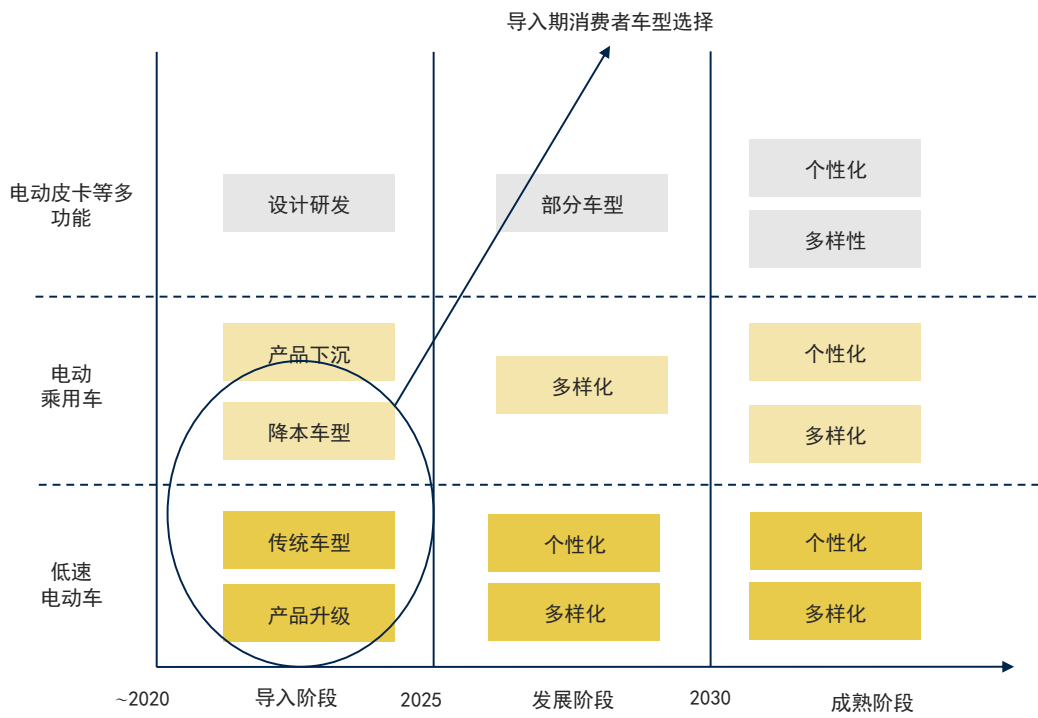 导入期消费者车型选择
电动皮卡等多
功能
设计研发
部分车型
个性化
多样性
电动
乘用车
产品下沉
降本车型
多样化
个性化
多样化
低速
电动车
传统车型
产品升级
个性化
多样化
个性化
多样化
~2020
导入阶段
2025
发展阶段
2030
成熟阶段